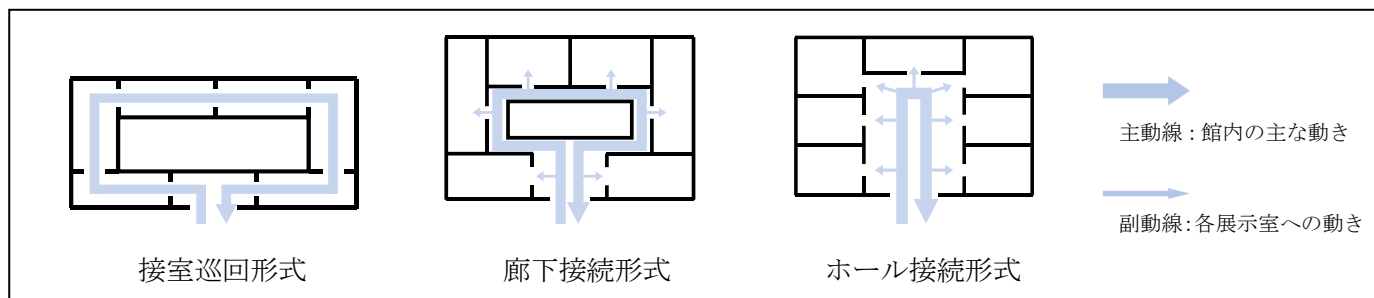 接室巡回形式
廊下接続形式
ホール接続形式
主動線：館内の主な動き
副動線：各展示室への動き